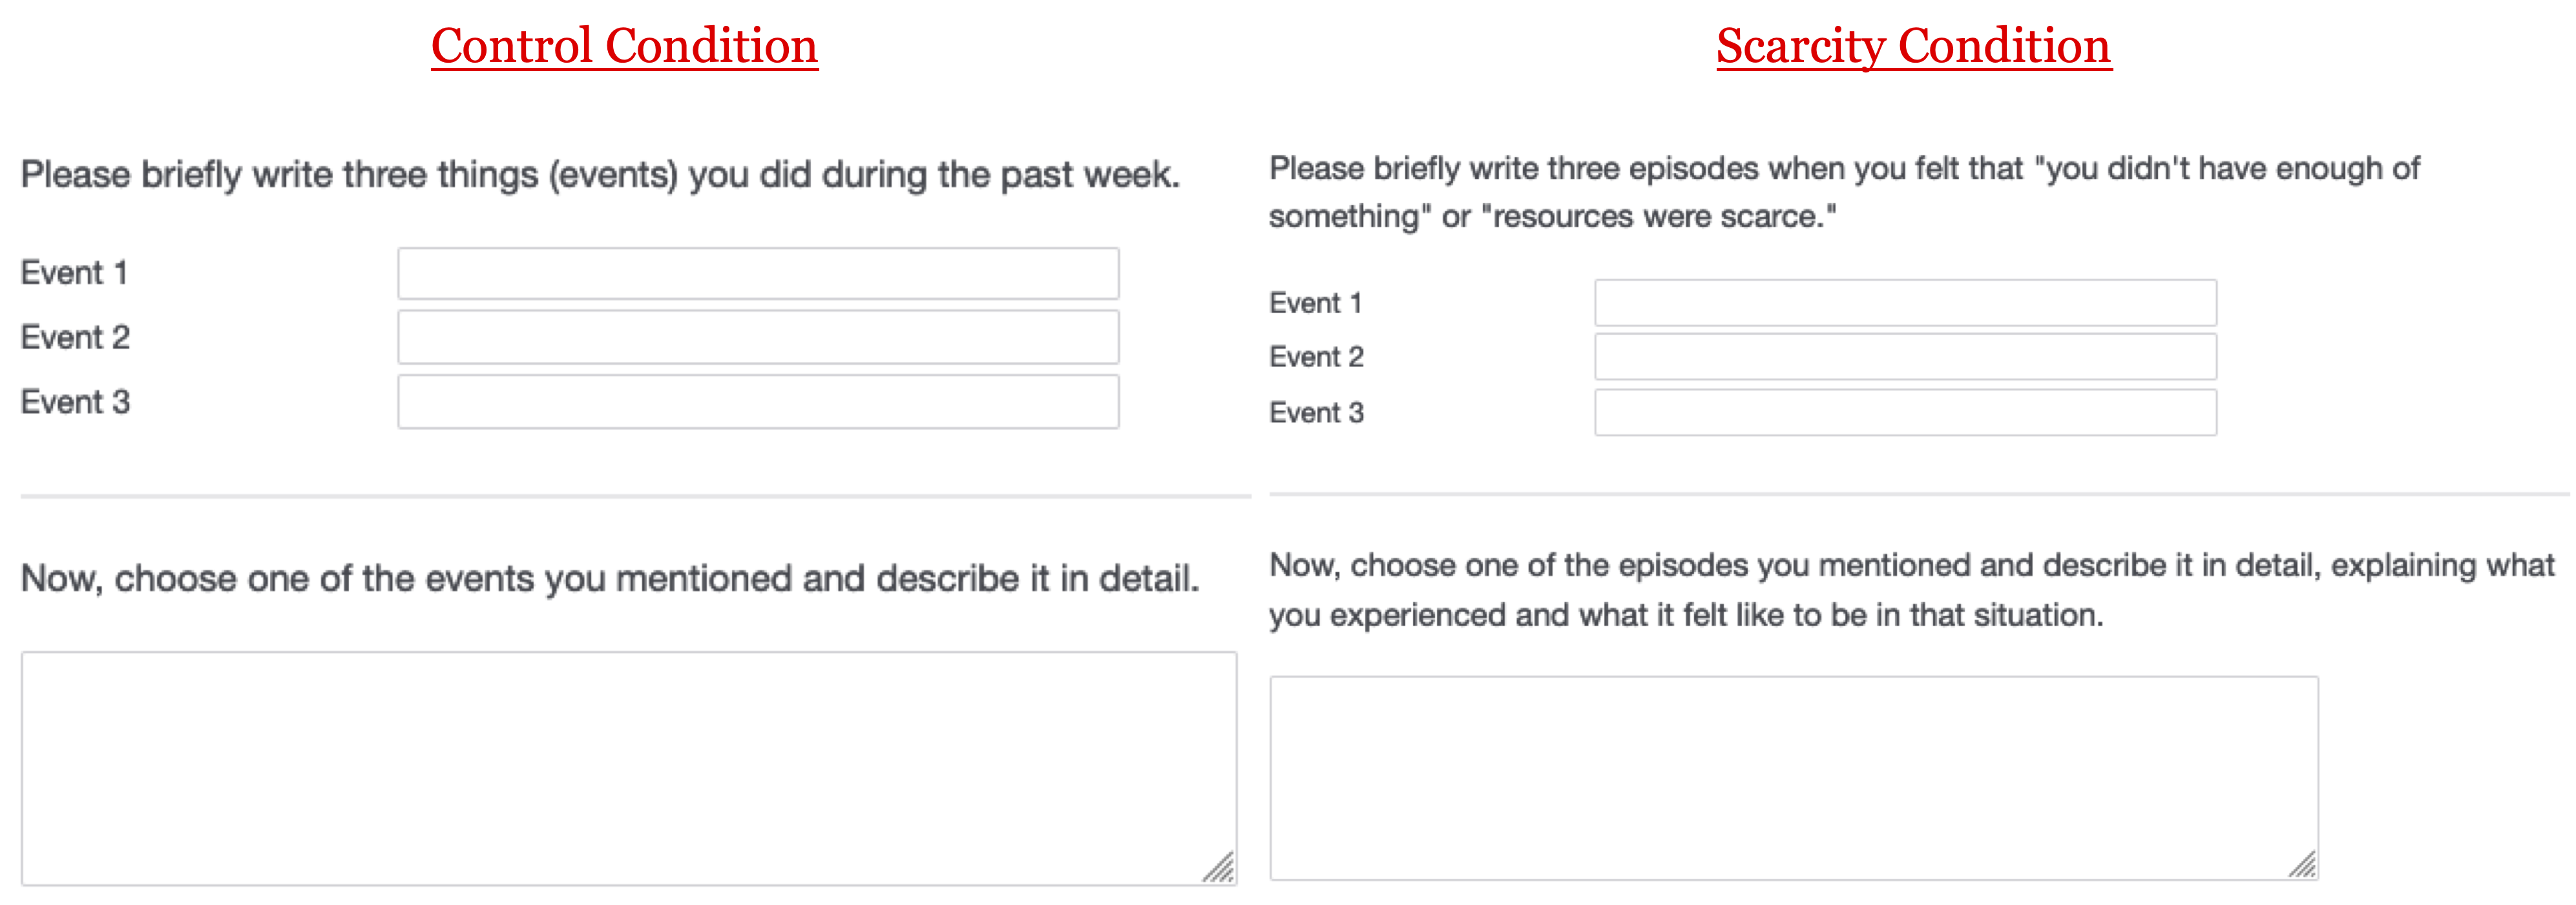 Control Condition
Please briefly write three things (events) you did during the past week.
Event 1
Event 2
Event 3
Now, choose one of the events you mentioned and describe it in detail.
Scarcity Condition
Please briefly write three episodes when you felt that "you didn't have enough of
something" or "resources were scarce."
Event 1
Event 2
Event 3
Now, choose one of the episodes you mentioned and describe it in detail, explaining what
you experienced and what it felt like to be in that situation.